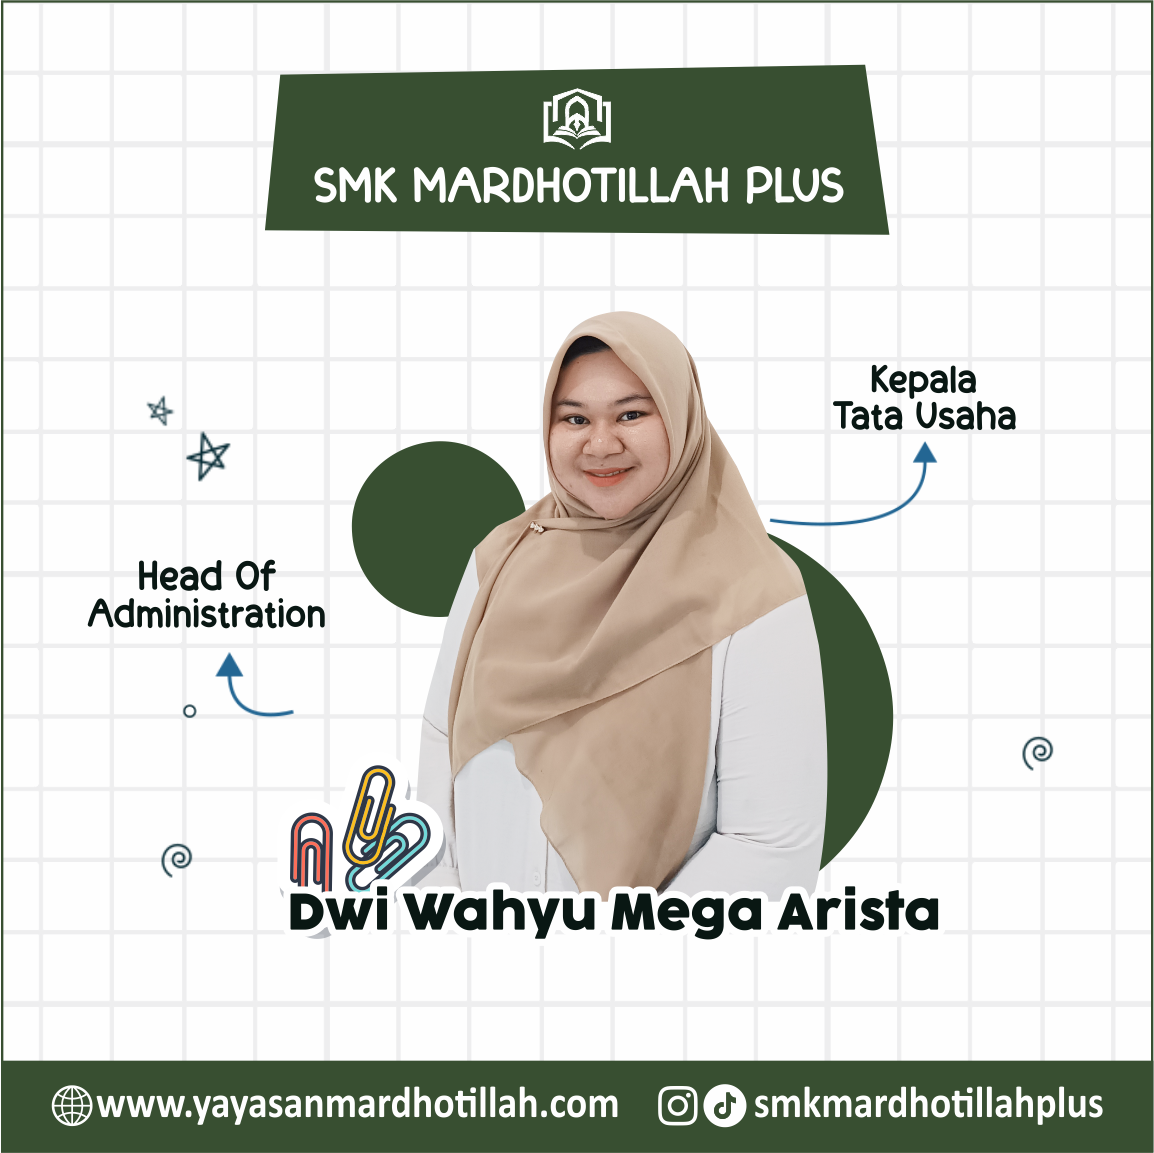 SMK MARDHOTILLAH PLUS
Kepala
Tata Usaha
Head Of
Administration
Dwi Wahyu Mega Arista
www.yayasanmardhotillah.com
smkmardhotillahplus